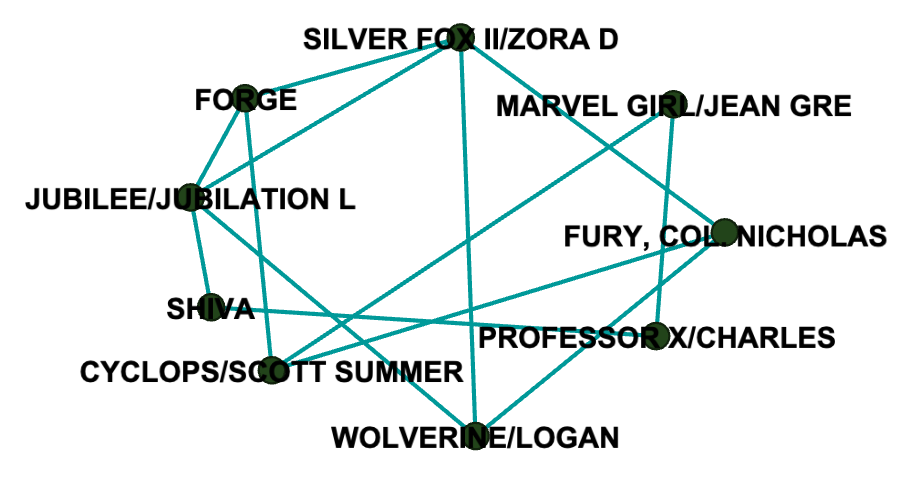 SILVER FOX II/ZORA D
FORGE
MARVEL GIRL/JEAN GRE
JUBILEE/JUBILATION L
FURY, COL. NICHOLAS
SHIVA
PROFESSOR X/CHARLES
CYCLOPS/SCOTT SUMMER
WOLVERINE/LOGAN